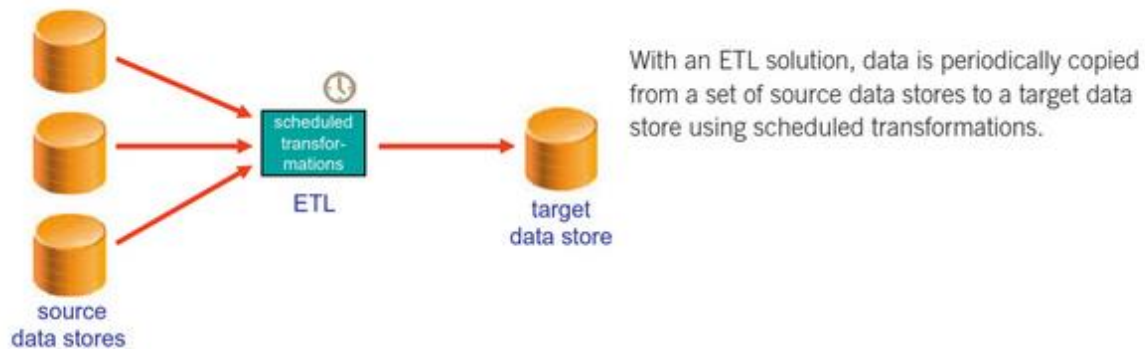 With an ETL solution, data is periodically copied
from a set of source data stores to a target data
store using scheduled transformations.
scheduled
transfor-
mations
ETL
target
data store
source
data stores